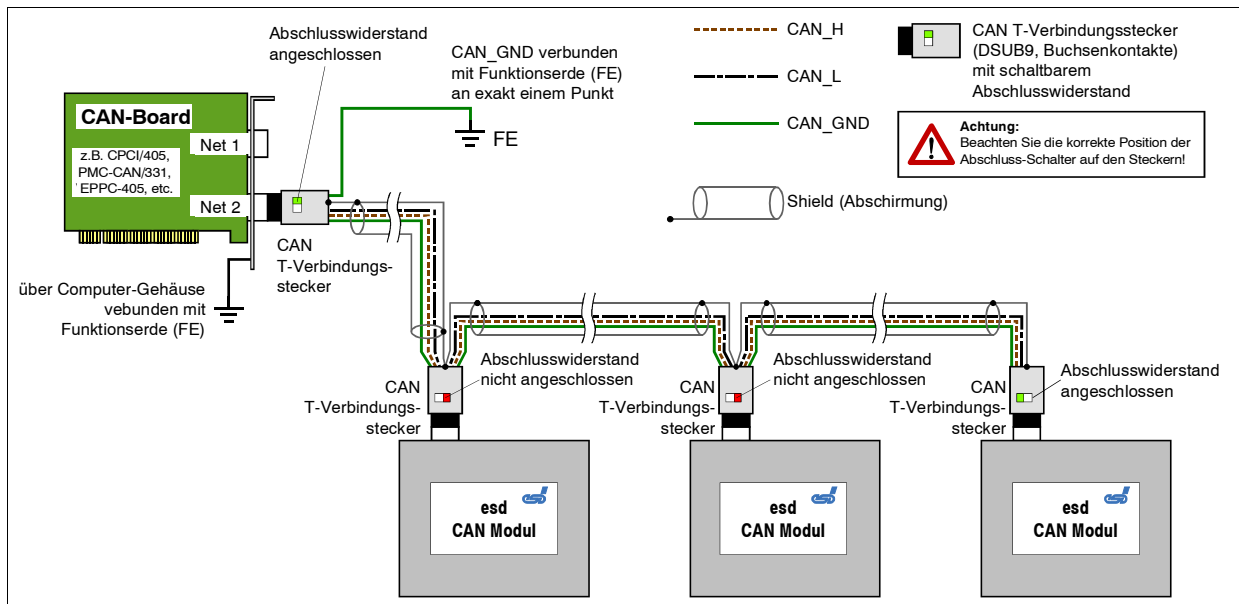 Abschlusswiderstand
angeschlossen
CAN_GND verbunden
mit Funktionserde (FE)
an exakt einem Punkt
FE
CAN_H
CAN_L
CAN_GND
CAN T-Verbindungsstecker
(DSUB9, Buchsenkontakte)
mit schaltbarem
Abschlusswiderstand
Achtung:
Beachten Sie die korrekte Position der
Abschluss-Schalter auf den Steckern!
Shield (Abschirmung)
CAN-Board
Net 1
z.B. CPCI/405,
PMC-CAN/331,
EPPC-405, etc.
Net 2
CAN
T-Verbindungs-
stecker
über Computer-Gehäuse
vebunden mit
Funktionserde (FE)
Abschlusswiderstand
nicht angeschlossen
CAN
T-Verbindungs-
stecker
Abschlusswiderstand
nicht angeschlossen
CAN
T-Verbindungs-
stecker
Abschlusswiderstand
angeschlossen
CAN
T-Verbindungs-
stecker
esd
esd
CAN Modul
esd
esd
CAN Modul
esd
esd
CAN Modul